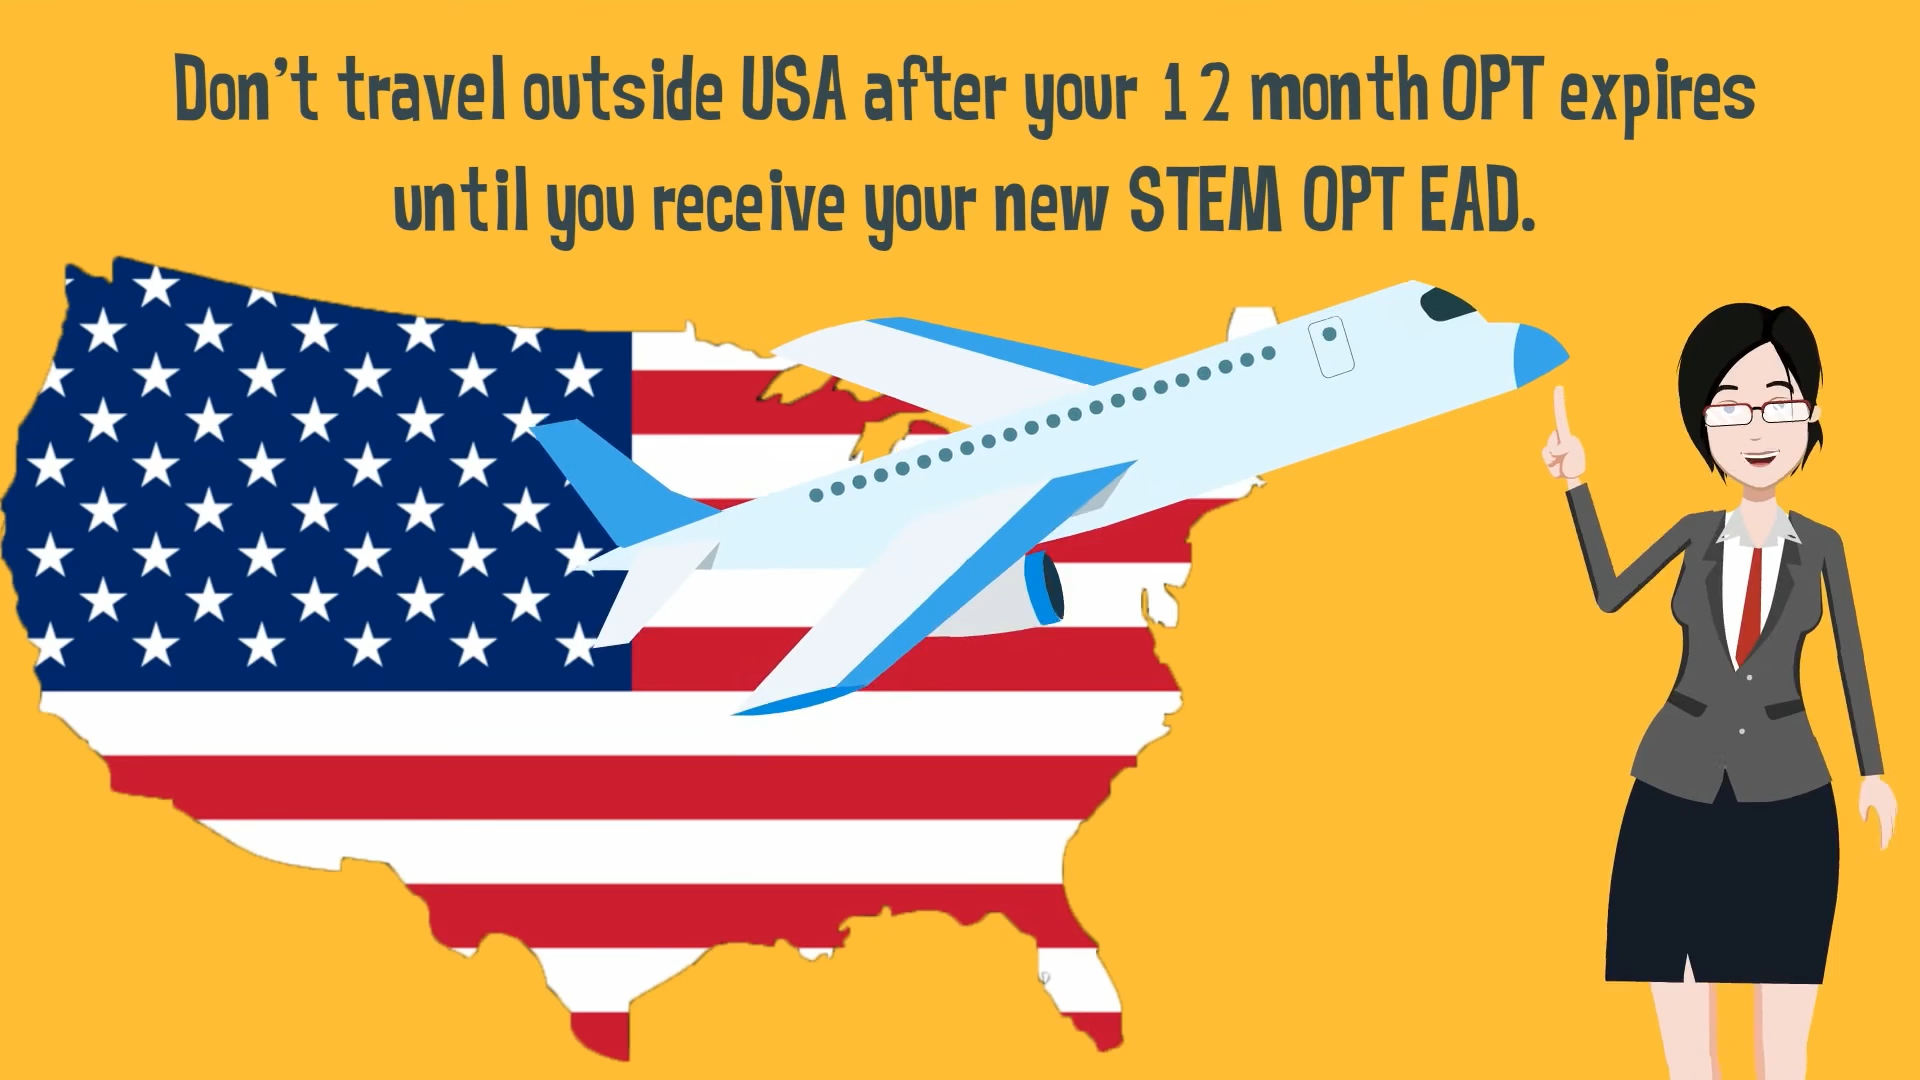 Don't travel outside USA after your 12 month OPT expires
until you receive your new STEM OPT EAD.